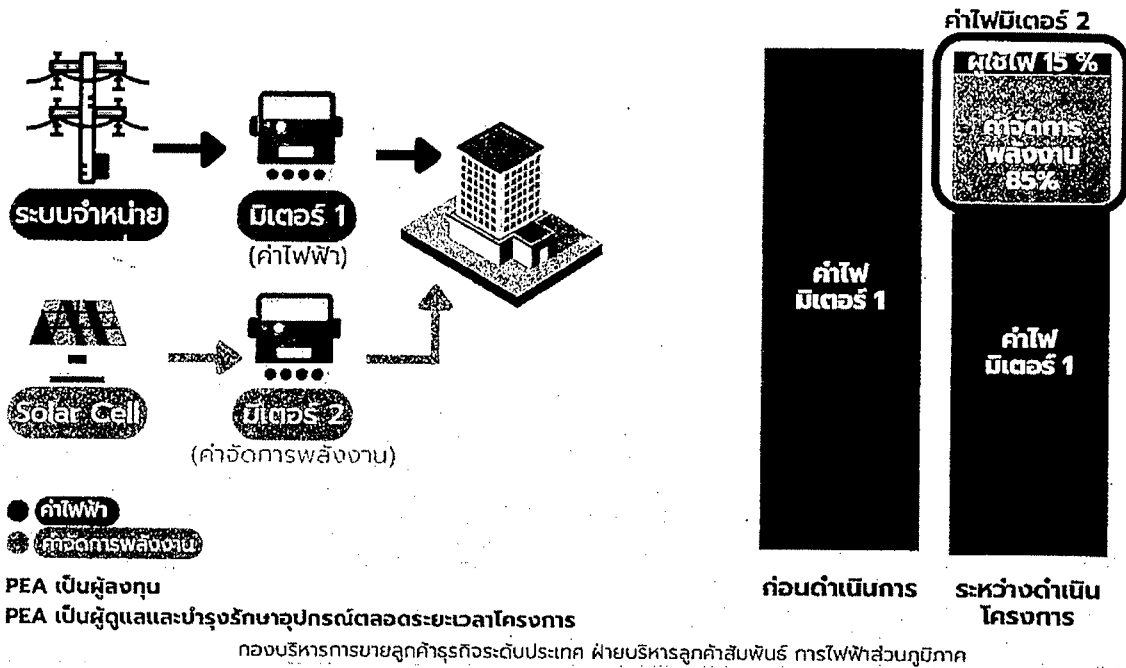 ค่าไฟมิเตอร์ 2
ผู้ใช้ไฟ 15 %
ค่าจัดการ
พลังงาน
85%
ระบบจำหน่าย
มิเตอร์ 1
(ค่าไฟฟ้า)
ค่าไฟ
มิเตอร์ 1
ค่าไฟ
มิเตอร์ 1
Solar Cell
มิเตอร์ 2
(ค่าจัดการพลังงาน)
ค่าไฟฟ้า
ค่าจัดการพลังงาน
PEA เป็นผู้ลงทุน
PEA เป็นผู้ดูแลและบำรุงรักษาอุปกรณ์ตลอดระยะเวลาโครงการ
ก่อนดำเนินการ
ระหว่างดำเนิน
โครงการ
กองบริหารการขายลูกค้าธุรกิจระดับประเทศ ฝ่ายบริหารลูกค้าสัมพันธ์ การไฟฟ้าส่วนภูมิภาค